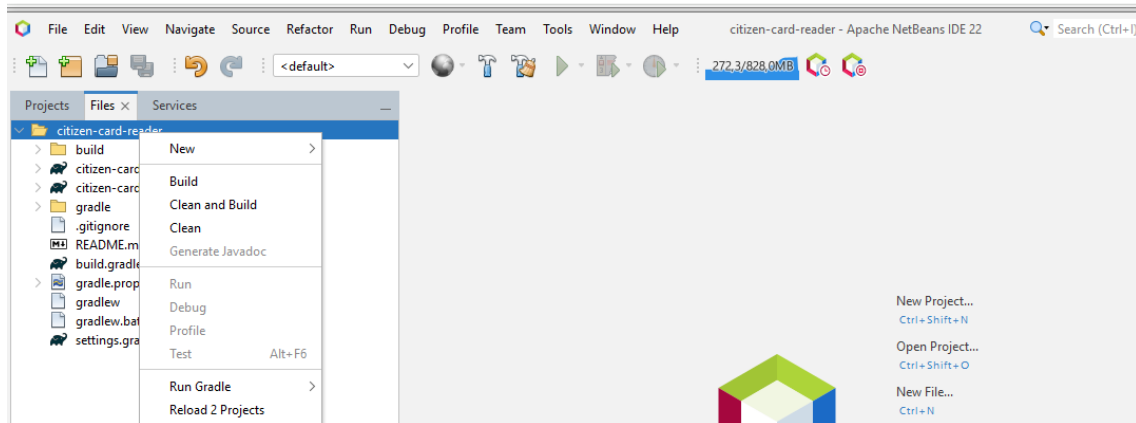 File Edit View Navigate Source Refactor Run Debug Profile Team Tools Window Help citizen-card-reader - Apache NetBeans IDE 22 Search (Ctrl+I)
<default> 272,3/828,0MB
Projects Files Services
citizen-card-reader
build
citizen-card
citizen-card
gradle
.gitignore
README.m
build.gradle
gradle.prop
gradlew
gradlew.bat
settings.gra
New
Build
Clean and Build
Clean
Generate Javadoc
Run
Debug
Profile
Test Alt+F6
Run Gradle
Reload 2 Projects
New Project...
Ctrl+Shift+N
Open Project...
Ctrl+Shift+O
New File...
Ctrl+N